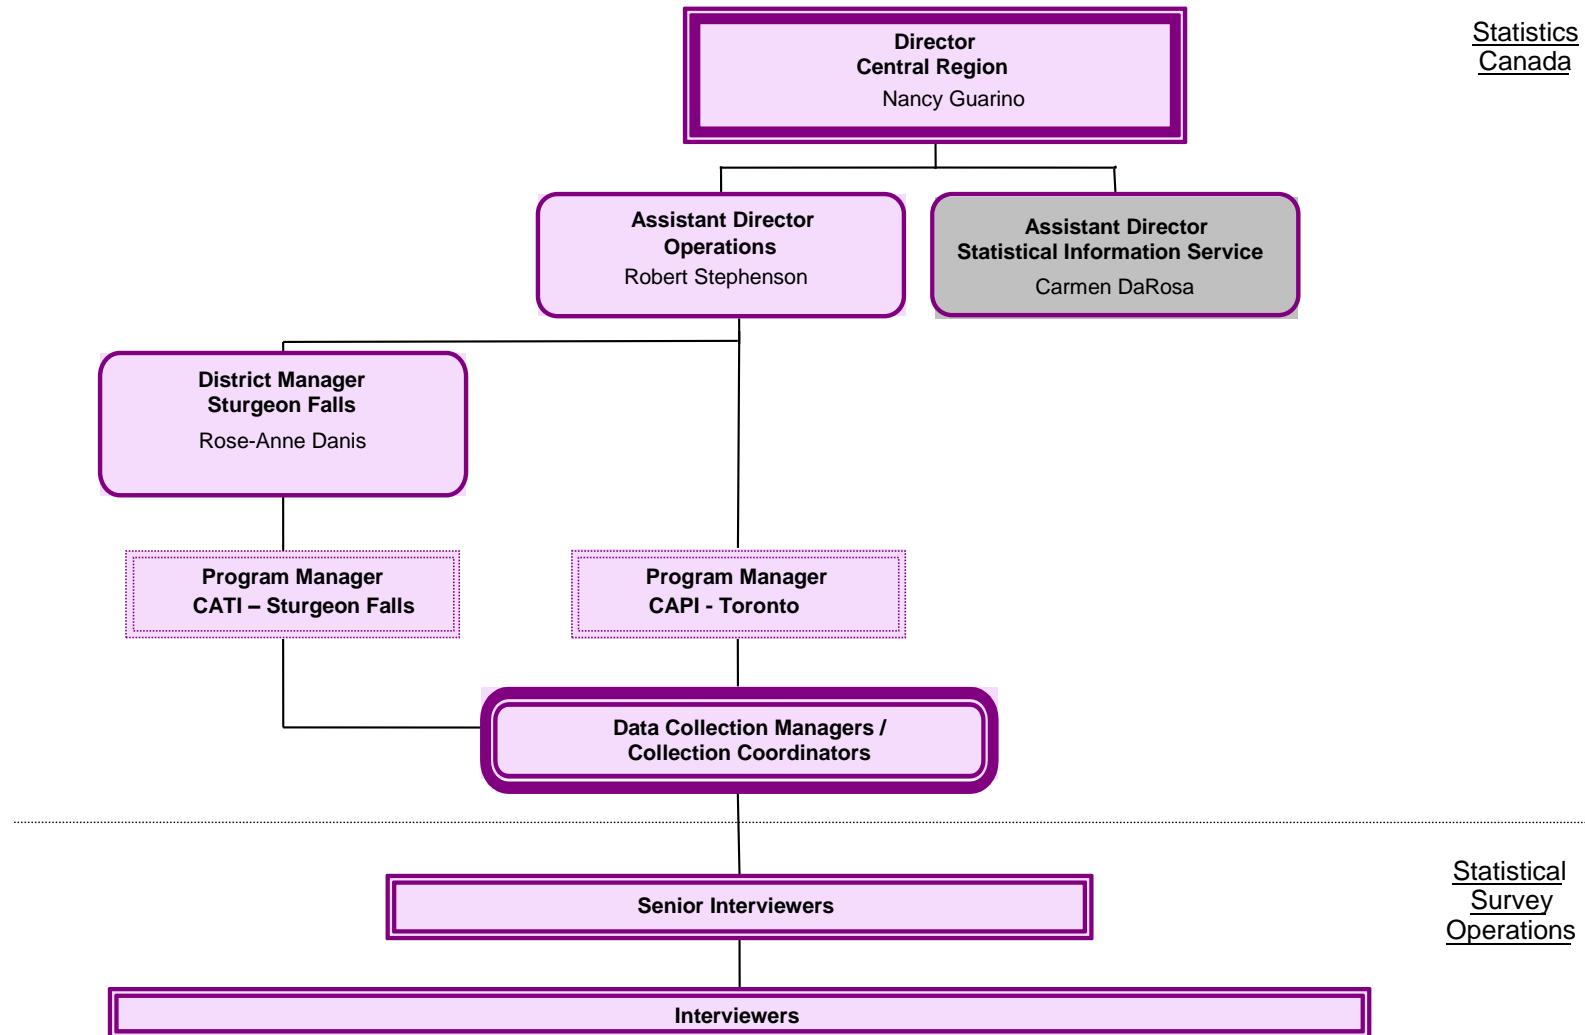 Director
Central Region
Nancy Guarino
Statistics
Canada
Assistant Director
Operations
Robert Stephenson
Assistant Director
Statistical Information Service
Carmen DaRosa
District Manager
Sturgeon Falls
Rose-Anne Danis
Program Manager
CATI – Sturgeon Falls
Program Manager
CAPI - Toronto
Data Collection Managers /
Collection Coordinators
Senior Interviewers
Statistical
Survey
Operations
Interviewers